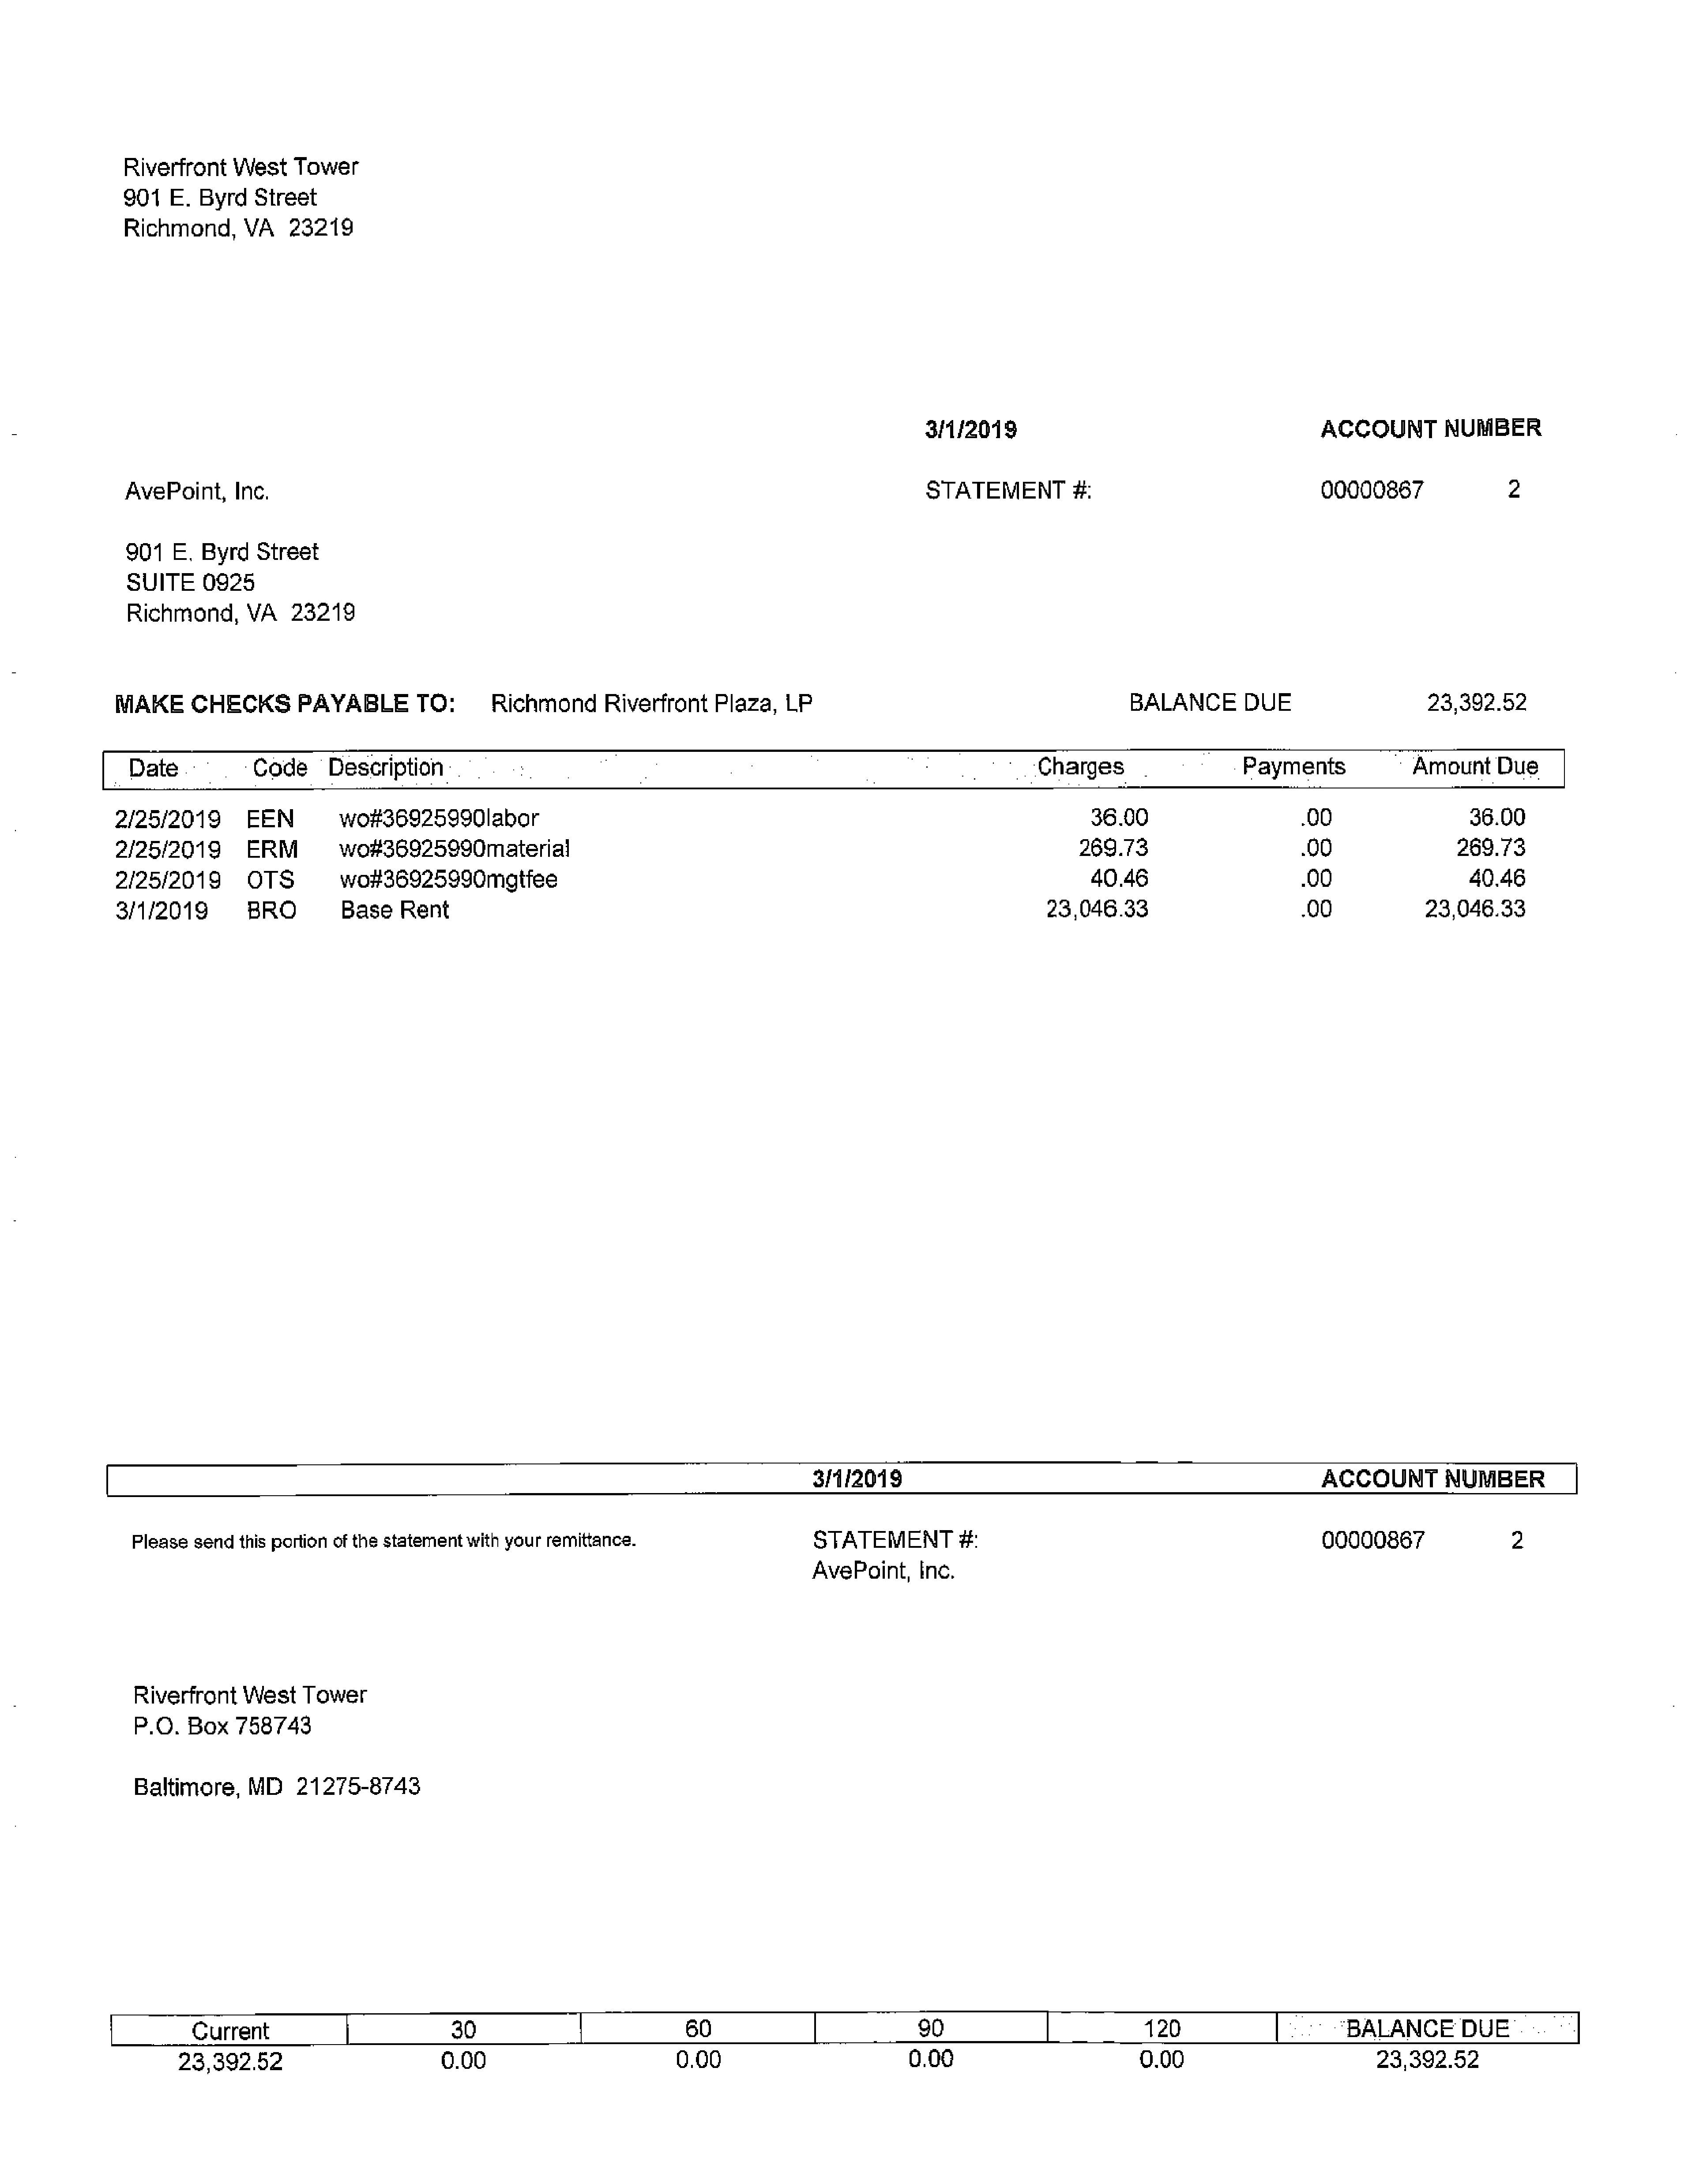 Riverfront West Tower
901 E. Byrd Street
Richmond, VA 23219
3/1/2019 ACCOUNT NUMBER
AvePoint, Inc. STATEMENT #: 00000867 2
901 E. Byrd Street
SUITE 0925
Richmond, VA 23219
MAKE CHECKS PAYABLE TO: Richmond Riverfront Plaza, LP BALANCE DUE 23,392.52
Date Code Description Charges Payments Amount Due
2/25/2019 EEN wo#36925990labor 36.00 .00 36.00
2/25/2019 ERM wo#36925990material 269.73 .00 269.73
2/25/2019 OTS wo#36925990mgtfee 40.46 .00 40.46
3/1/2019 BRO Base Rent 23,046.33 .00 23,046.33
3/1/2019 ACCOUNT NUMBER
Please send this portion of the statement with your remittance. STATEMENT #: 00000867 2
AvePoint, Inc.
Riverfront West Tower
P.O. Box 758743
Baltimore, MD 21275-8743
Current 30 60 90 120 BALANCE DUE
23,392.52 0.00 0.00 0.00 0.00 23,392.52